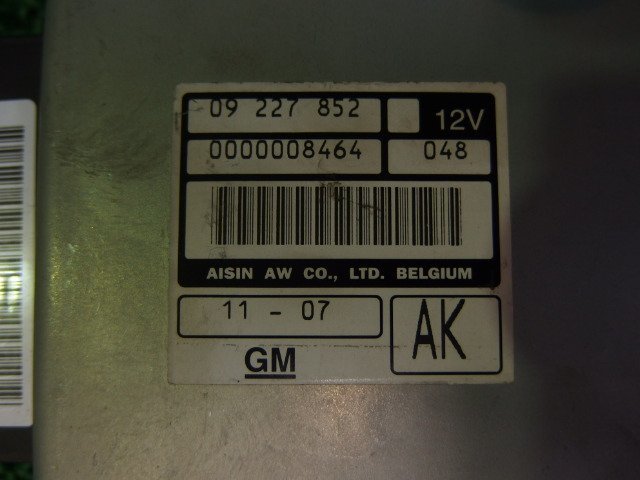 09 227 852
12V
0000008464 048
AISIN AW CO., LTD. BELGIUM
11 - 07
AK
GM